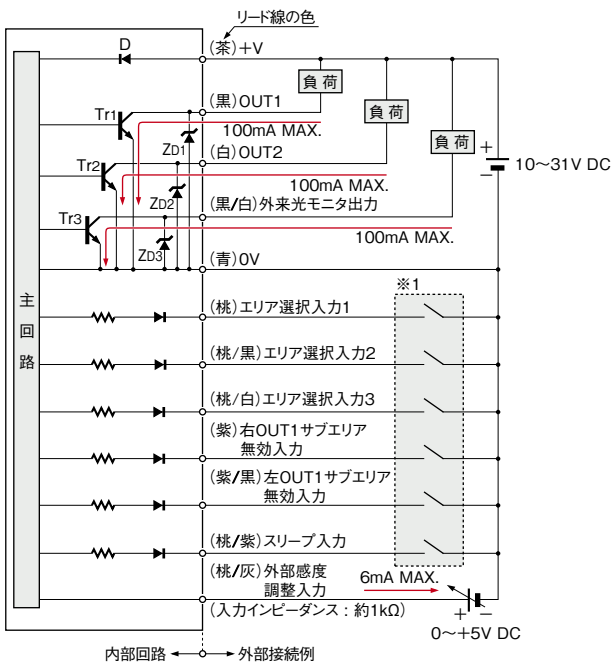 リード線の色
D
(茶)+V
負荷
(黒)OUT1
Tr1
100mA MAX.
負荷
ZD1
(白)OUT2
負荷
Tr2
100mA MAX.
ZD2
(黒/白)外来光モニタ出力
Tr3
100mA MAX.
ZD3
+
−
10〜31V DC
(青)0V
※1
主回路
(桃)エリア選択入力1
(桃/黒)エリア選択入力2
(桃/白)エリア選択入力3
(紫)右OUT1サブエリア
無効入力
(紫/黒)左OUT1サブエリア
無効入力
(桃/紫)スリープ入力
(桃/灰)外部感度
調整入力
6mA MAX.
(入力インピーダンス：約1kΩ)
+ −
0〜+5V DC
内部回路
外部接続例